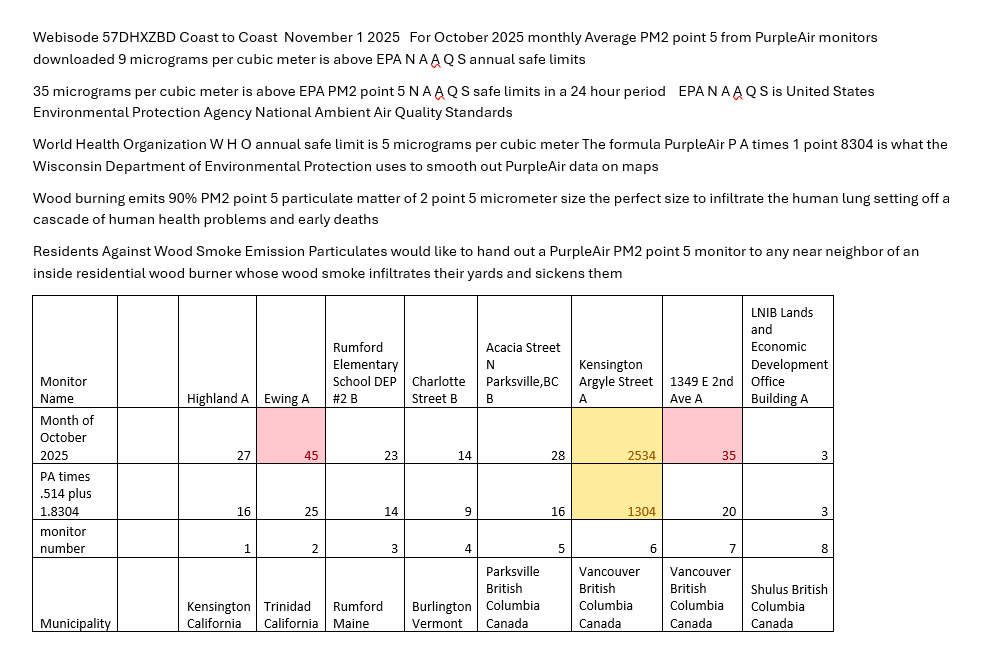 Webisode 57DHXZBD Coast to Coast  November 1 2025   For October 2025 monthly Average PM2 point 5 from PurpleAir monitors
downloaded 9 micrograms per cubic meter is above EPA N A A Q S annual safe limits
35 micrograms per cubic meter is above EPA PM2 point 5 N A A Q S safe limits in a 24 hour period   EPA N A A Q S is United States
Environmental Protection Agency National Ambient Air Quality Standards
World Health Organization W H O annual safe limit is 5 micrograms per cubic meter The formula PurpleAir P A times 1 point 8304 is what the
Wisconsin Department of Environmental Protection uses to smooth out PurpleAir data on maps
Wood burning emits 90% PM2 point 5 particulate matter of 2 point 5 micrometer size the perfect size to infiltrate the human lung setting off a
cascade of human health problems and early deaths
Residents Against Wood Smoke Emission Particulates would like to hand out a PurpleAir PM2 point 5 monitor to any near neighbor of an
inside residential wood burner whose wood smoke infiltrates their yards and sickens them
Monitor
Name
Highland A
Ewing A
Rumford
Elementary
School DEP
#2 B
Charlotte
Street B
Acacia Street
N
Parksville,BC
B
Kensington
Argyle Street
A
1349 E 2nd
Ave A
LNIB Lands
and
Economic
Development
Office
Building A
Month of
October
2025
27
45
23
14
28
2534
35
3
PA times
.514 plus
1.8304
16
25
14
9
16
1304
20
3
monitor
number
1
2
3
4
5
6
7
8
Municipality
Kensington
California
Trinidad
California
Rumford
Maine
Burlington
Vermont
Parksville
British
Columbia
Canada
Vancouver
British
Columbia
Canada
Vancouver
British
Columbia
Canada
Shulus British
Columbia
Canada